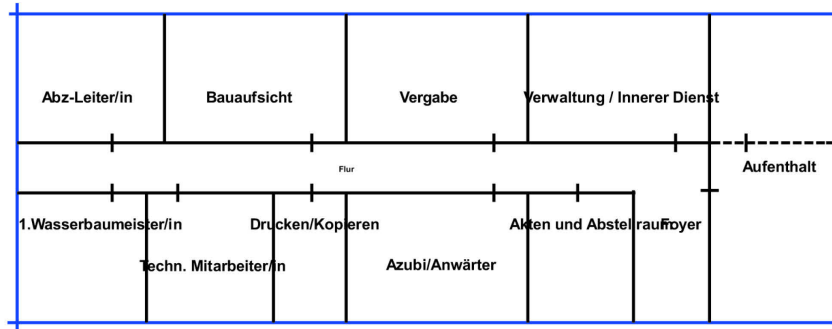 Abz-Leiter/in
Bauaufsicht
Vergabe
Verwaltung / Innerer Dienst
Flur
Aufenthalt
1.Wasserbaumeister/in
Drucken/Kopieren
Akten und Abstellraum
Foyer
Techn. Mitarbeiter/in
Azubi/Anwärter